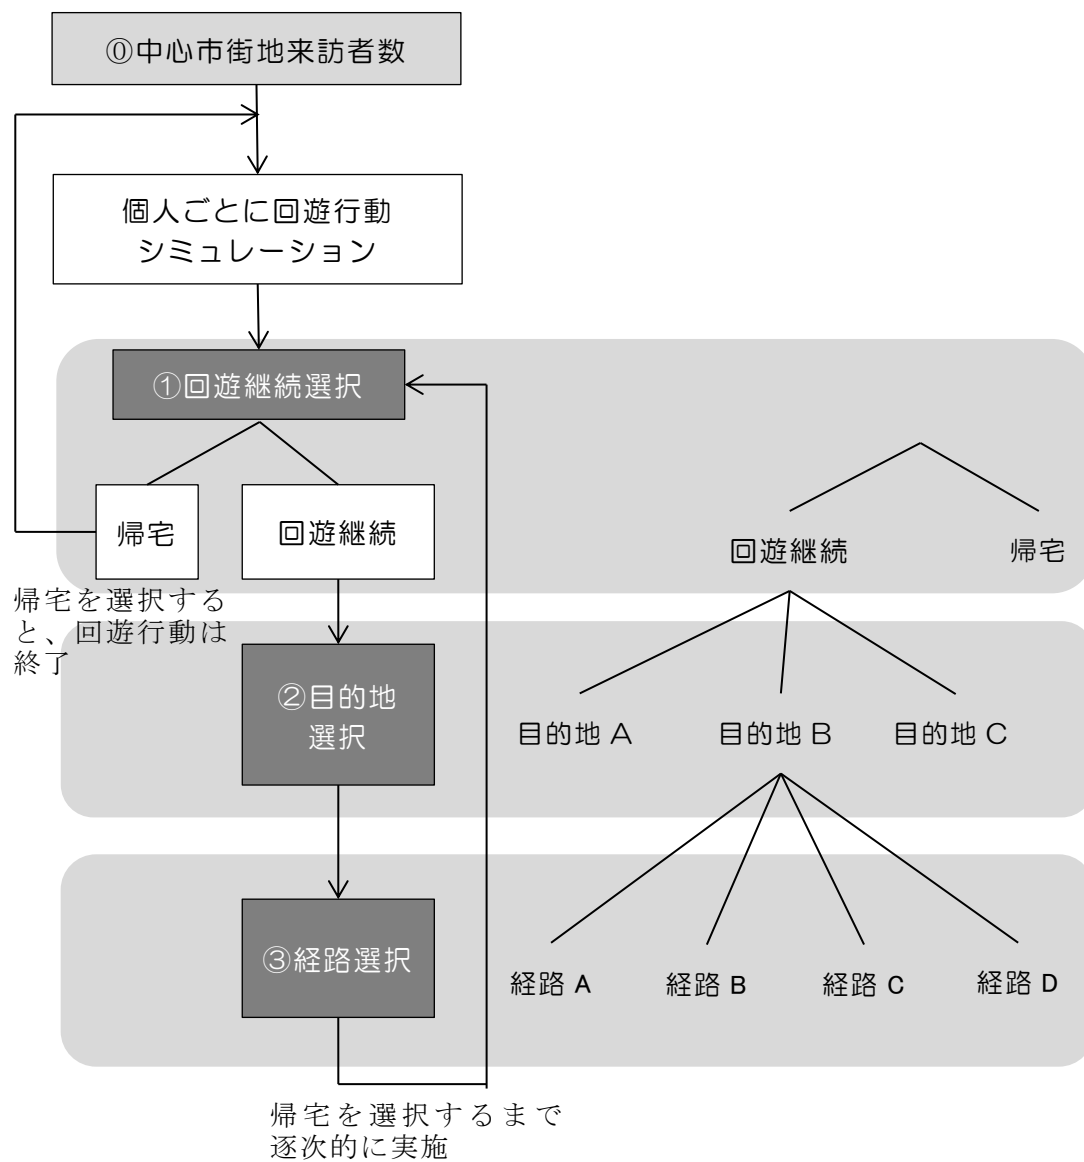 ⓪中心市街地来訪者数
個人ごとに回遊行動
シミュレーション
①回遊継続選択
帰宅
回遊継続
回遊継続
帰宅
帰宅を選択する
と、回遊行動は
終了
②目的地
選択
目的地 A
目的地 B
目的地 C
③経路選択
経路 A
経路 B
経路 C
経路 D
帰宅を選択するまで
逐次的に実施